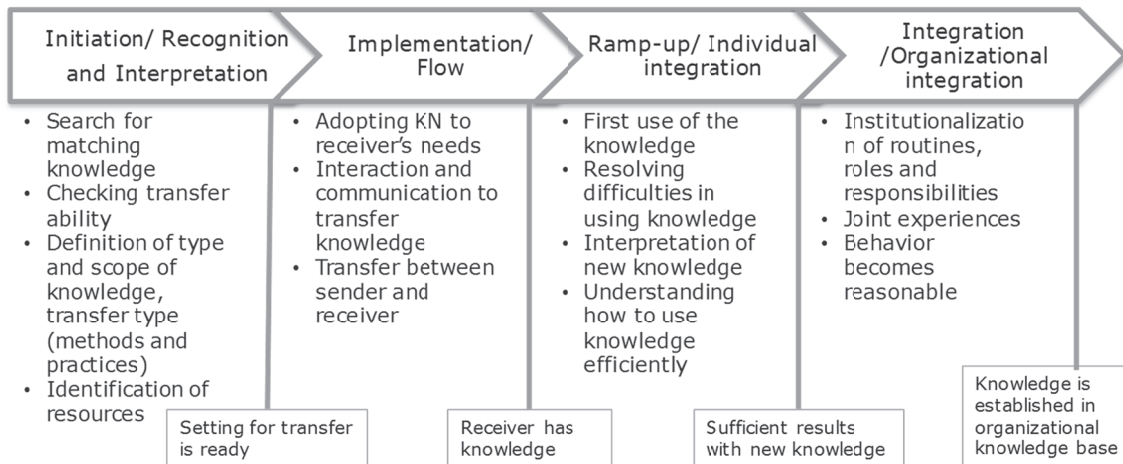 Initiation/ Recognition
and Interpretation
Implementation/
Flow
Ramp-up/ Individual
integration
Integration
/Organizational
integration
• Search for
matching
knowledge
• Checking transfer
ability
• Definition of type
and scope of
knowledge,
transfer type
(methods and
practices)
• Identification of
resources
• Adopting KN to
receiver's needs
• Interaction and
communication to
transfer
knowledge
• Transfer between
sender and
receiver
• First use of the
knowledge
• Resolving
difficulties in
using knowledge
• Interpretation of
new knowledge
• Understanding
how to use
knowledge
efficiently
• Institutionalizatio
n of routines,
roles and
responsibilities
• Joint experiences
• Behavior
becomes
reasonable
Setting for transfer
is ready
Receiver has
knowledge
Sufficient results
with new knowledge
Knowledge is
established in
organizational
knowledge base